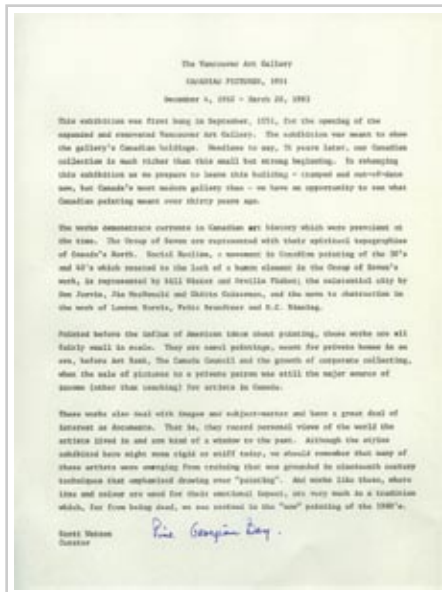 The Vancouver Art Gallery
CANADIAN PICTURES, 1951
December 4, 1982 - March 20, 1983
This exhibition was first hung in September, 1951, for the opening of the
expanded and renovated Vancouver Art Gallery. The exhibition was meant to show
the gallery's Canadian holdings. Needless to say, 31 years later, our Canadian
collection is much richer than this small but strong beginning. In rehanging
this exhibition as we prepare to leave this building - cramped and out-of-date
now, but Canada's most modern gallery then - we have an opportunity to see what
Canadian painting meant over thirty years ago.
The works demonstrate currents in Canadian art history which were prevalent at
the time. The Group of Seven are represented with their spiritual topographies
of Canada's North. Social Realism, a movement in Canadian painting of the 30's
and 40's which reacted to the lack of a human element in the Group of Seven's
work, is represented by and Orville Fisher; the existential city by
Don Jarvis, Jim MacDonald and and the move to abstraction in
the work of Lawren Harris, Fritz Brandtner and B.C. Binning.
Painted before the influx of American ideas about painting, these works are all
fairly small in scale. They are easel paintings, meant for private homes in an
era, before Art Bank, The Canada Council and the growth of corporate collecting,
when the sale of pictures to a private patron was still the major source of
income (other than teaching) for artists in Canada.
These works also deal with images and subject-matter and have a great deal of
interest as documents. That is, they record personal views of the world the
artists lived in and are kind of a window to the past. Although the styles
exhibited here might seem rigid or stiff today, we should remember that many of
these artists were emerging from training that was grounded in nineteenth century
techniques that emphasized drawing over "painting". And works like these, where
line and colour are used for their emotional impact, are very much in a tradition
which, far from being dead, we see revived in the "new" painting of the 1980's.
Scott Watson
Curator
Pine Georgian Bay.